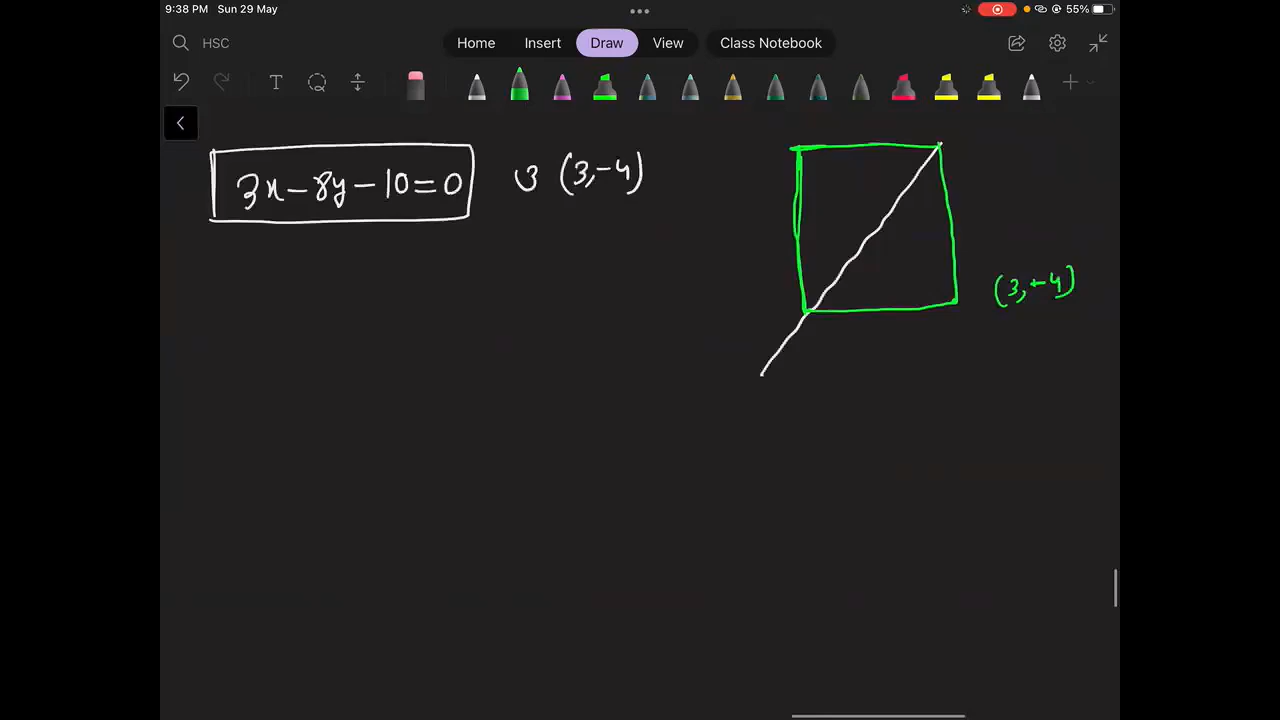 9:38 PM Sun 29 May
55%
HSC
Home Insert Draw View Class Notebook
T
3x-8y-10=0 ও (3,-4)
(3,-4)